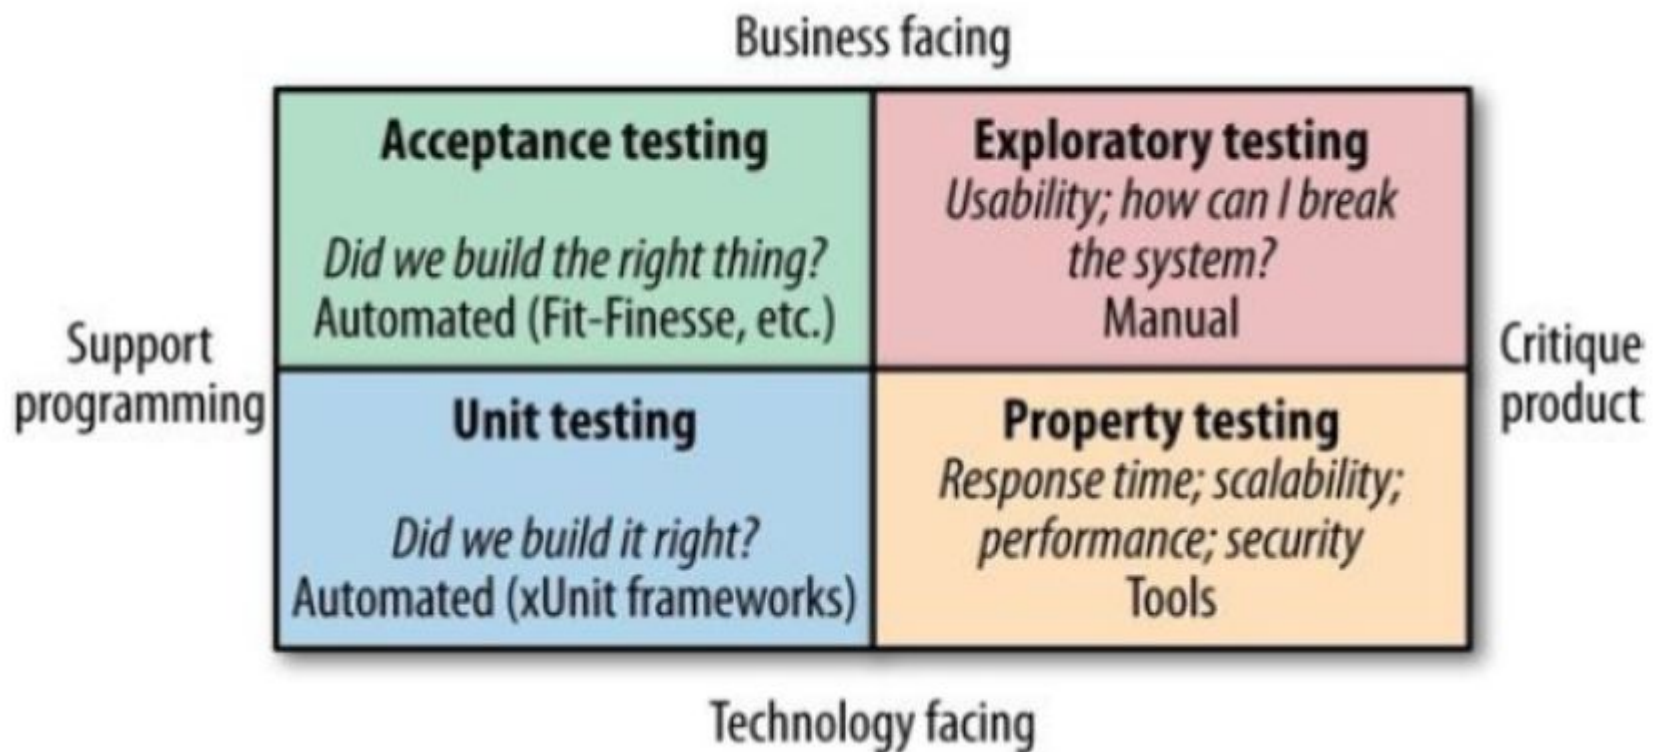 Business facing
Acceptance testing
Did we build the right thing?
Automated (Fit-Finesse, etc.)
Exploratory testing
Usability; how can I break
the system?
Manual
Support
programming
Critique
product
Unit testing
Did we build it right?
Automated (xUnit frameworks)
Property testing
Response time; scalability;
performance; security
Tools
Technology facing